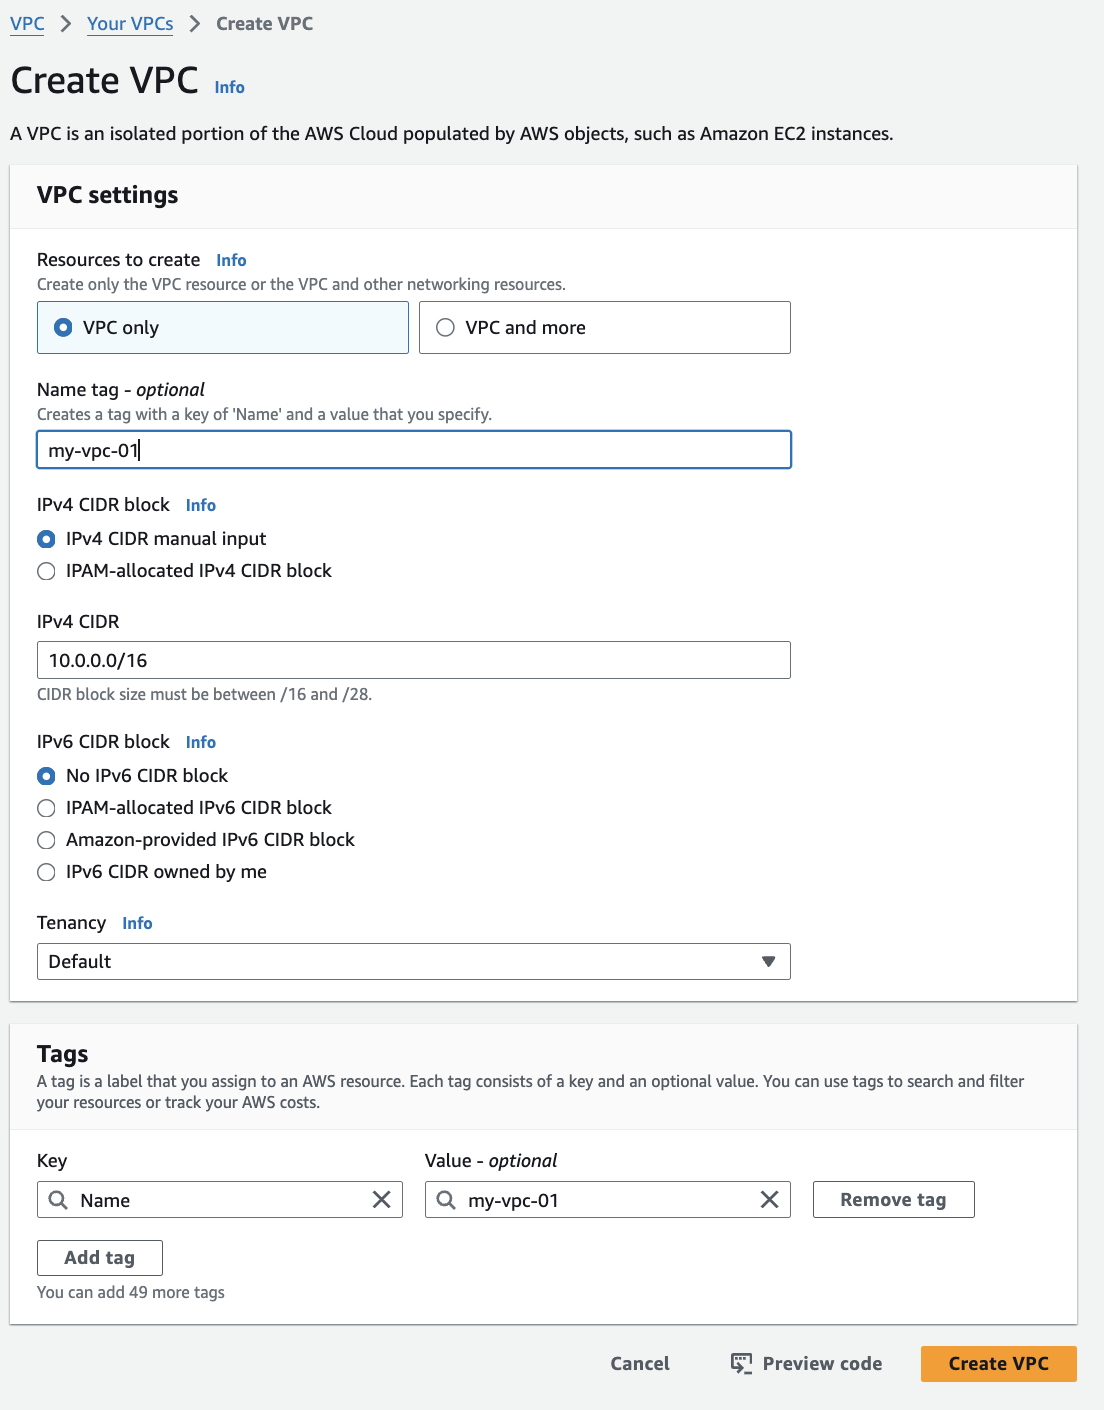 VPC > Your VPCs > Create VPC
Create VPC Info
A VPC is an isolated portion of the AWS Cloud populated by AWS objects, such as Amazon EC2 instances.
VPC settings
Resources to create Info
Create only the VPC resource or the VPC and other networking resources.
VPC only VPC and more
Name tag - optional
Creates a tag with a key of 'Name' and a value that you specify.
my-vpc-01
IPv4 CIDR block Info
IPv4 CIDR manual input
IPAM-allocated IPv4 CIDR block
IPv4 CIDR
10.0.0.0/16
CIDR block size must be between /16 and /28.
IPv6 CIDR block Info
No IPv6 CIDR block
IPAM-allocated IPv6 CIDR block
Amazon-provided IPv6 CIDR block
IPv6 CIDR owned by me
Tenancy Info
Default
Tags
A tag is a label that you assign to an AWS resource. Each tag consists of a key and an optional value. You can use tags to search and filter
your resources or track your AWS costs.
Key Value - optional
Name my-vpc-01 Remove tag
Add tag
You can add 49 more tags
Cancel Preview code Create VPC